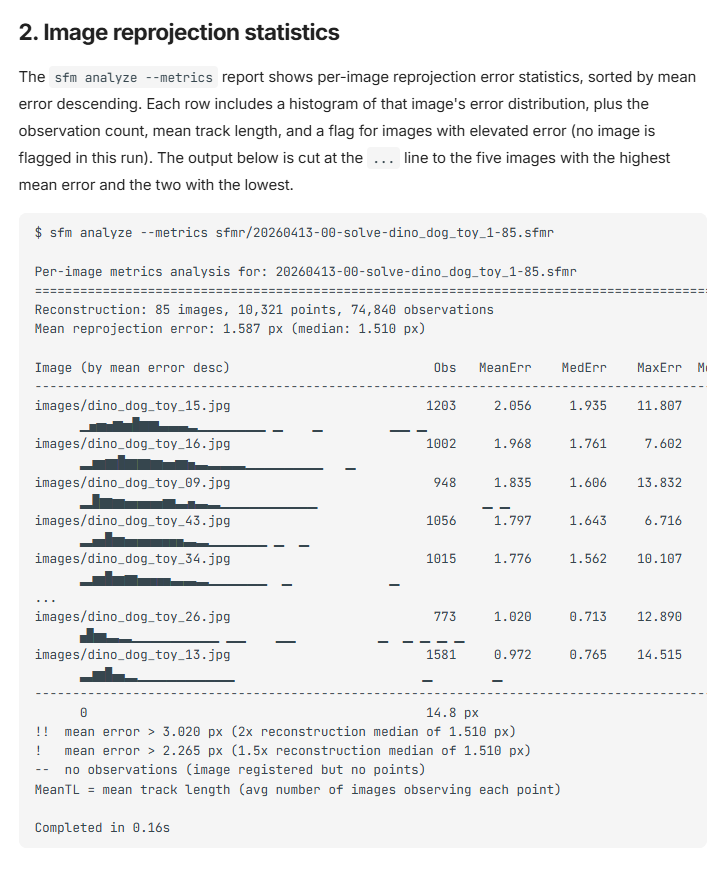 2. Image reprojection statistics
The sfm analyze --metrics report shows per-image reprojection error statistics, sorted by mean
error descending. Each row includes a histogram of that image's error distribution, plus the
observation count, mean track length, and a flag for images with elevated error (no image is
flagged in this run). The output below is cut at the ... line to the five images with the highest
mean error and the two with the lowest.
$ sfm analyze --metrics sfmr/20260413-00-solve-dino_dog_toy_1-85.sfmr
Per-image metrics analysis for: 20260413-00-solve-dino_dog_toy_1-85.sfmr
Reconstruction: 85 images, 10,321 points, 74,840 observations
Mean reprojection error: 1.587 px (median: 1.510 px)
Image (by mean error desc) Obs MeanErr MedErr MaxErr
images/dino_dog_toy_15.jpg 1203 2.056 1.935 11.807
images/dino_dog_toy_16.jpg 1002 1.968 1.761 7.602
images/dino_dog_toy_09.jpg 948 1.835 1.606 13.832
images/dino_dog_toy_43.jpg 1056 1.797 1.643 6.716
images/dino_dog_toy_34.jpg 1015 1.776 1.562 10.107
...
images/dino_dog_toy_26.jpg 773 1.020 0.713 12.890
images/dino_dog_toy_13.jpg 1581 0.972 0.765 14.515
0 14.8 px
!! mean error > 3.020 px (2x reconstruction median of 1.510 px)
! mean error > 2.265 px (1.5x reconstruction median of 1.510 px)
-- no observations (image registered but no points)
MeanTL = mean track length (avg number of images observing each point)
Completed in 0.16s